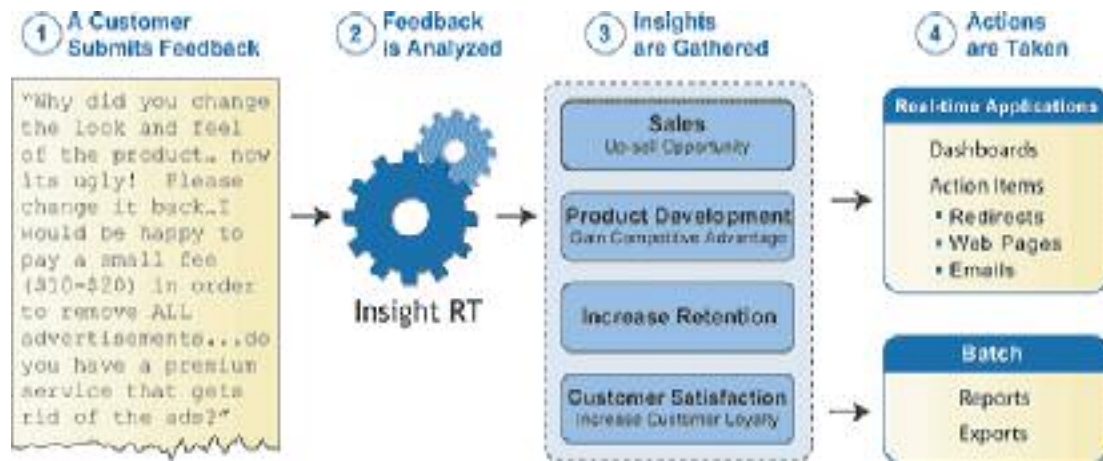 1 A Customer
Submits Feedback
"Why did you change
the look and feel
of the product… now
its ugly! Please
change it back…I
would be happy to
pay a small fee
($10-$20) in order
to remove ALL
advertisements...do
you have a premium
service that gets
rid of the ads?"
2 Feedback
is Analyzed
Insight RT
3 Insights
are Gathered
Sales
Up-sell Opportunity
Product Development
Gain Competitive Advantage
Increase Retention
Customer Satisfaction
Increase Customer Loyalty
4 Actions
are Taken
Real-time Applications
Dashboards
Action Items
• Redirects
• Web Pages
• Emails
Batch
Reports
Exports